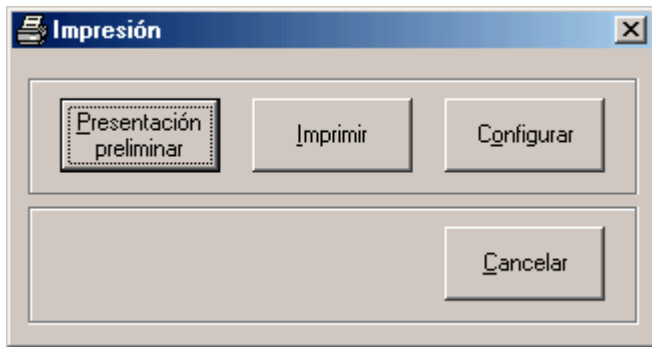 Impresión
Presentación
preliminar
Imprimir
Configurar
Cancelar